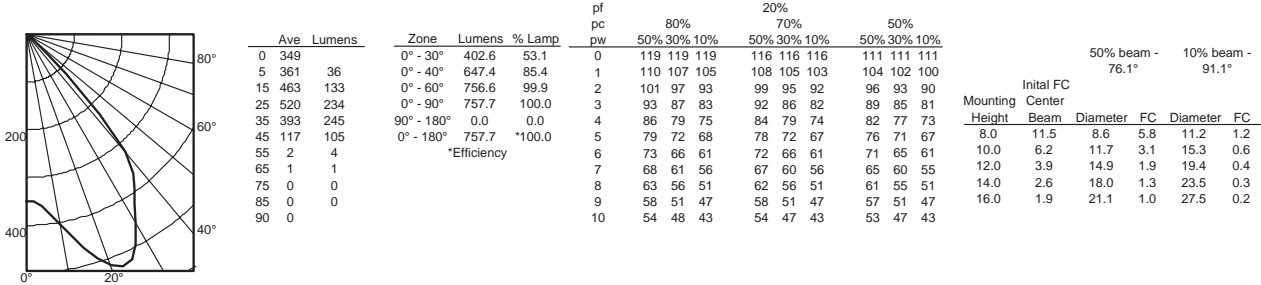 80°
60°
40°
200
400
0° 20°
Ave Lumens
0 349
5 361 36
15 463 133
25 520 234
35 393 245
45 117 105
55 2 4
65 1 1
75 0 0
85 0 0
90 0
Zone Lumens % Lamp
0° - 30° 402.6 53.1
0° - 40° 647.4 85.4
0° - 60° 756.6 99.9
0° - 90° 757.7 100.0
90° - 180° 0.0 0.0
0° - 180° 757.7 *100.0
*Efficiency
pf 20%
pc 80% 70% 50%
pw 50% 30% 10% 50% 30% 10% 50% 30% 10%
0 119 119 119 116 116 116 111 111 111
1 110 107 105 108 105 103 104 102 100
2 101 97 93 99 95 92 96 93 90
3 93 87 83 92 86 82 89 85 81
4 86 79 75 84 79 74 82 77 73
5 79 72 68 78 72 67 76 71 67
6 73 66 61 72 66 61 71 65 61
7 68 61 56 67 60 56 65 60 55
8 63 56 51 62 56 51 61 55 51
9 58 51 47 58 51 47 57 51 47
10 54 48 43 54 47 43 53 47 43
50% beam - 10% beam -
76.1° 91.1°
Inital FC
Mounting Center
Height Beam Diameter FC Diameter FC
8.0 11.5 8.6 5.8 11.2 1.2
10.0 6.2 11.7 3.1 15.3 0.6
12.0 3.9 14.9 1.9 19.4 0.4
14.0 2.6 18.0 1.3 23.5 0.3
16.0 1.9 21.1 1.0 27.5 0.2